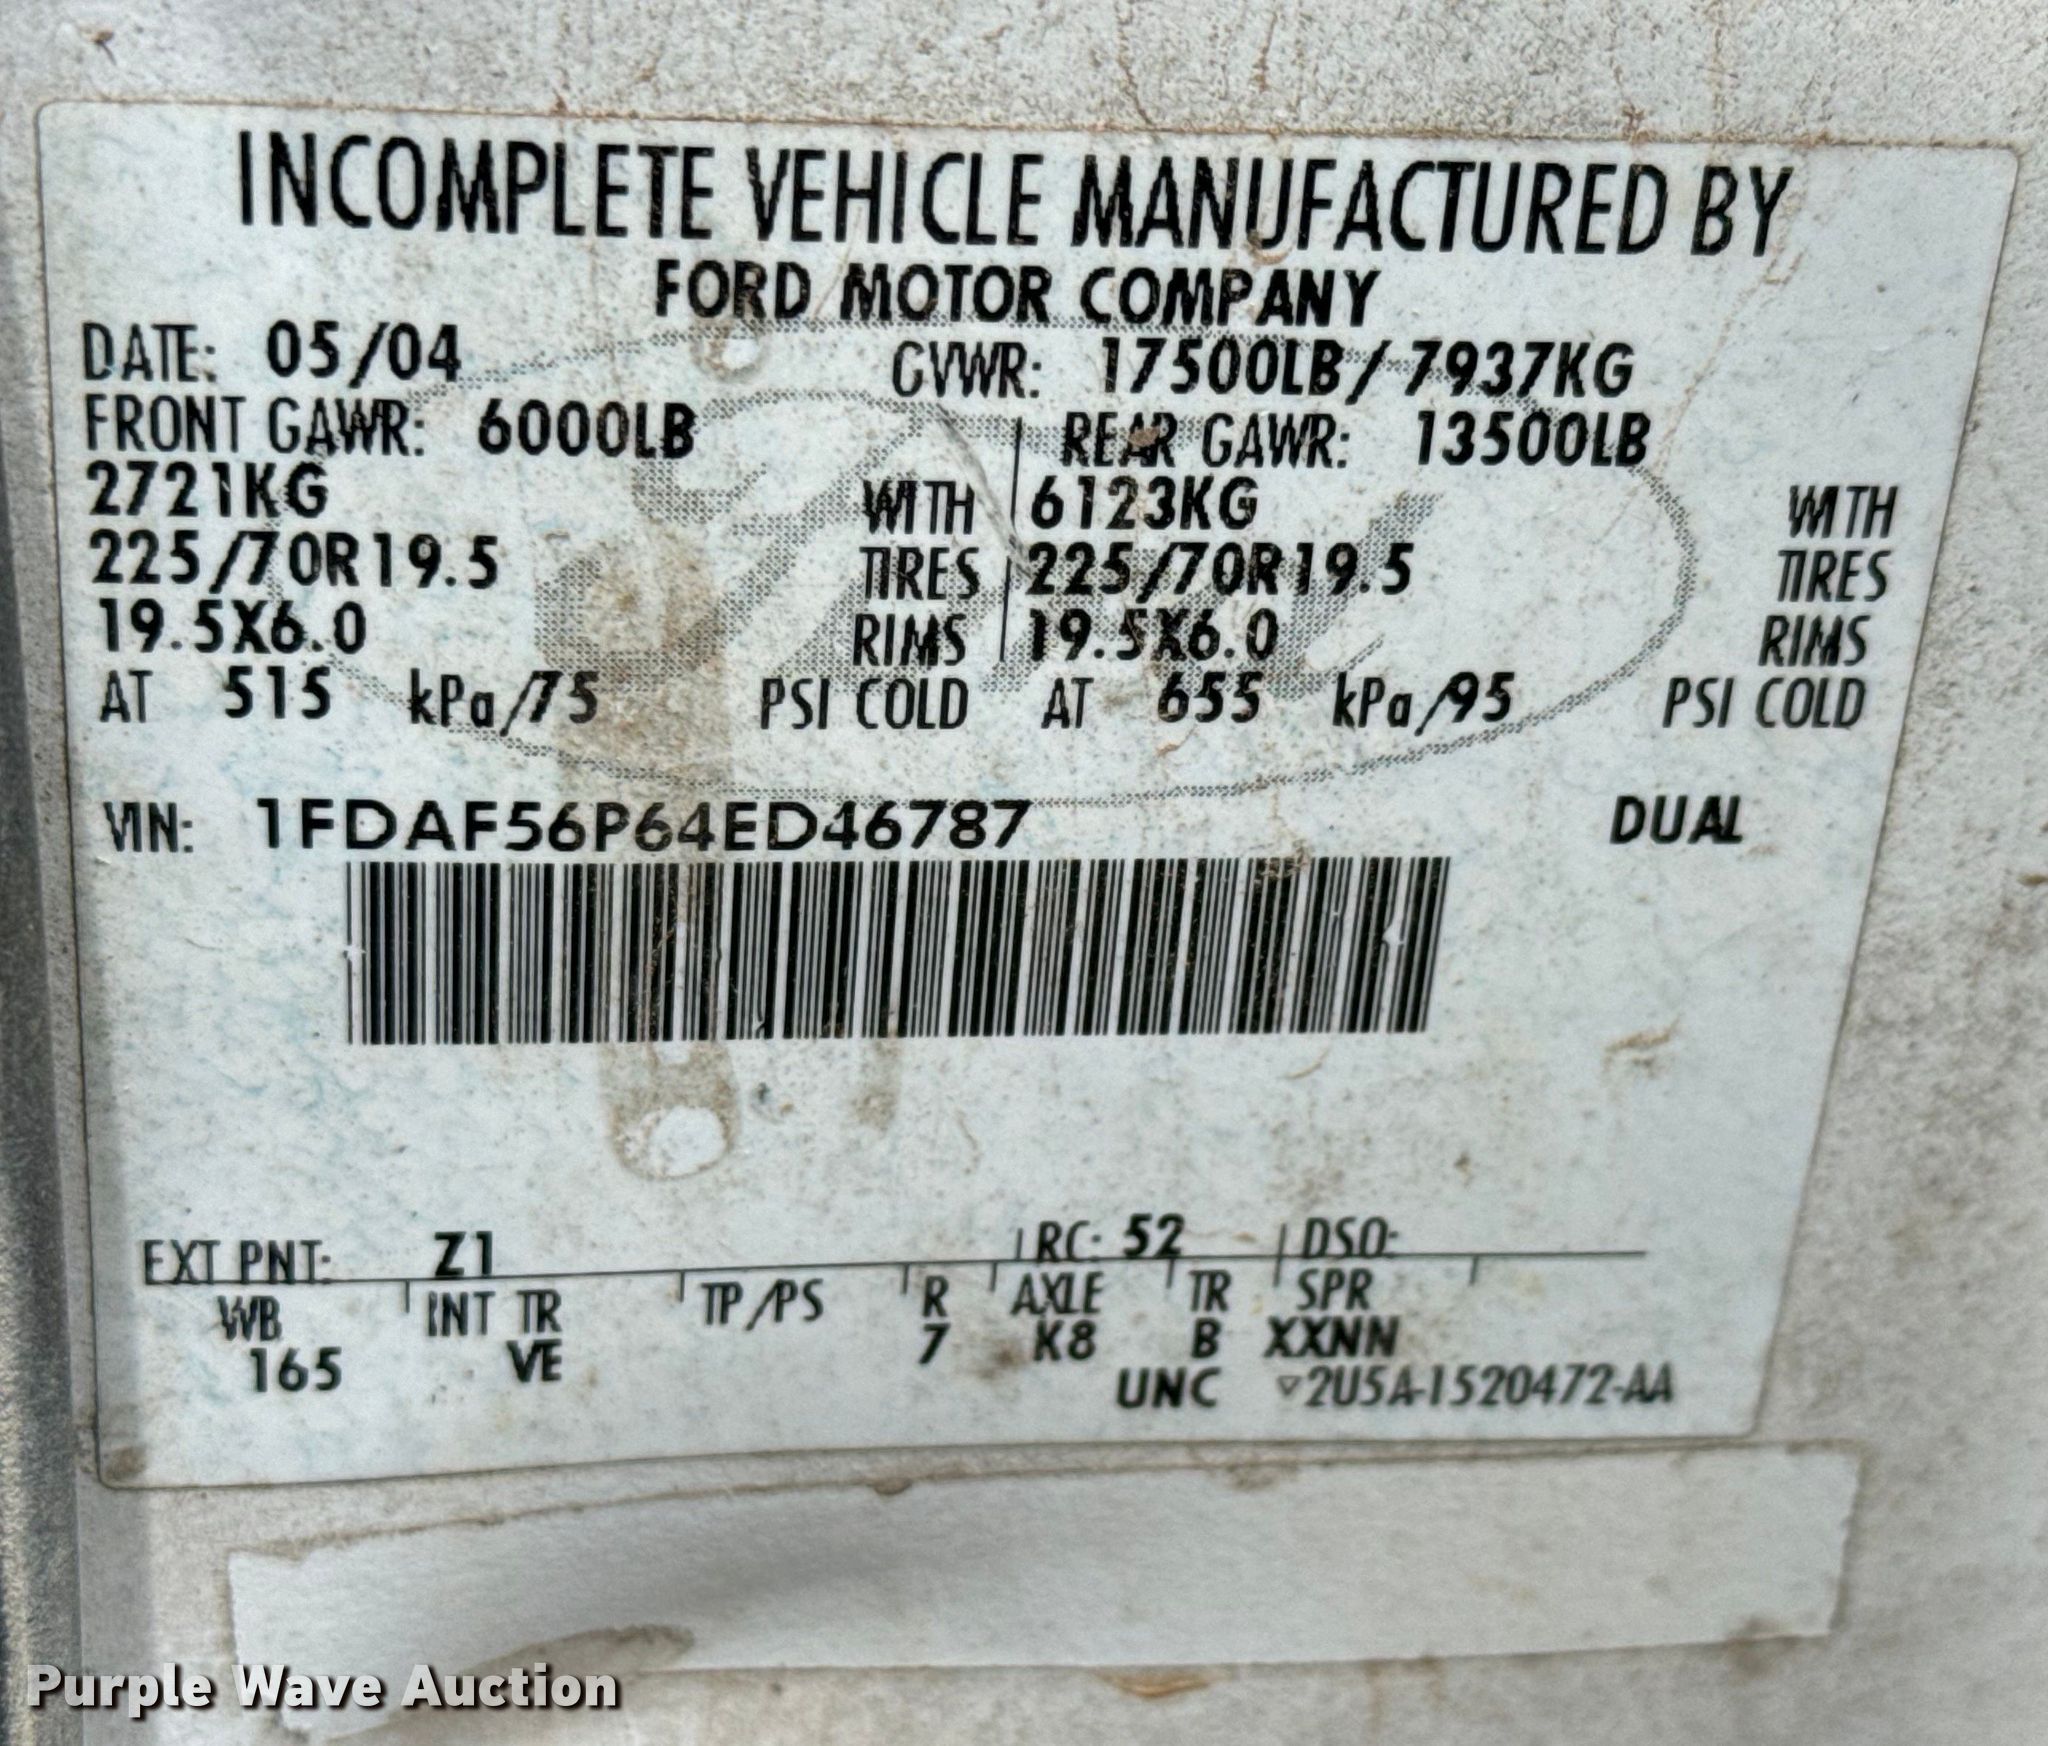 INCOMPLETE VEHICLE MANUFACTURED BY
FORD MOTOR COMPANY
DATE: 05/04 GVWR: 17500LB/ 7937KG
FRONT GAWR: 6000LB REAR GAWR: 13500LB
2721KG WITH 6123KG WITH
225/70R19.5 TIRES 225/70R19.5 TIRES
19.5X6.0 RIMS 19.5X6.0 RIMS
AT 515 kPa/75 PSI COLD AT 655 kPa/95 PSI COLD
VIN: 1FDAF56P64ED46787 DUAL
EXT PNT: Z1 RC: 52 DSO:
WB INT TR TP/PS R AXLE TR SPR
165 VE 7 K8 B XXNN
UNC ▽2U5A-1520472-AA
Purple Wave Auction